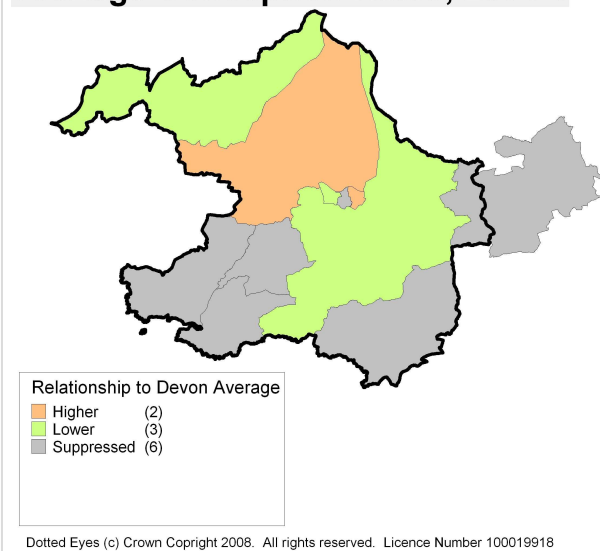 Relationship to Devon Average
Higher (2)
Lower (3)
Suppressed (6)
Dotted Eyes (c) Crown Copright 2008. All rights reserved. Licence Number 100019918